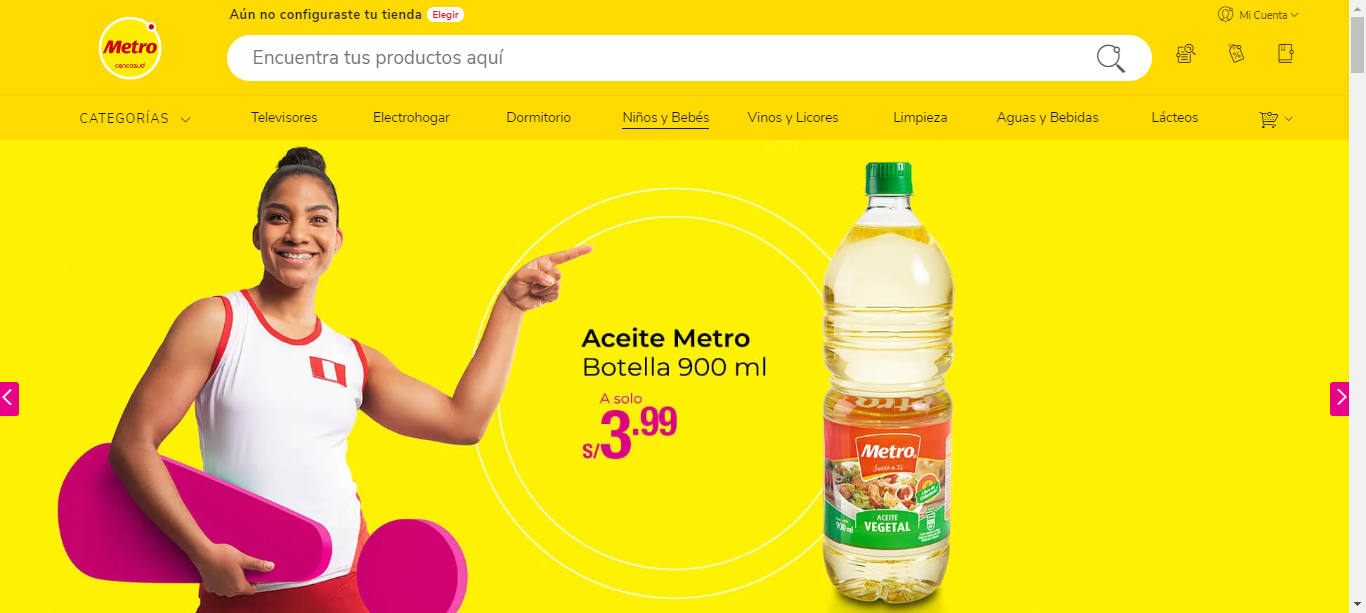 Aún no configuraste tu tienda Elegir
Mi Cuenta
Metro
cencosud
Encuentra tus productos aquí
%
CATEGORÍAS
Televisores
Electrohogar
Dormitorio
Niños y Bebés
Vinos y Licores
Limpieza
Aguas y Bebidas
Lácteos
Aceite Metro
Botella 900 ml
A solo
S/3.99
Metro
Junto a Ti
ACEITE
VEGETAL
900 ml